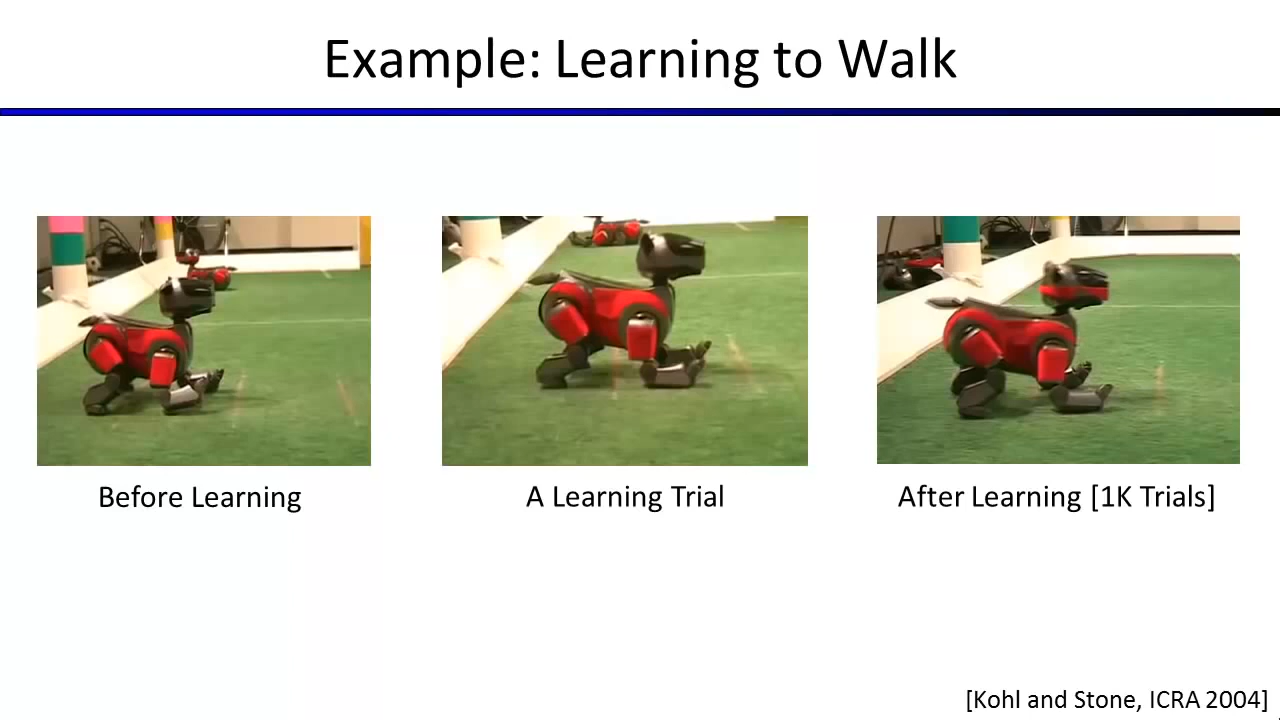 Example: Learning to Walk
Before Learning
A Learning Trial
After Learning [1K Trials]
[Kohl and Stone, ICRA 2004]